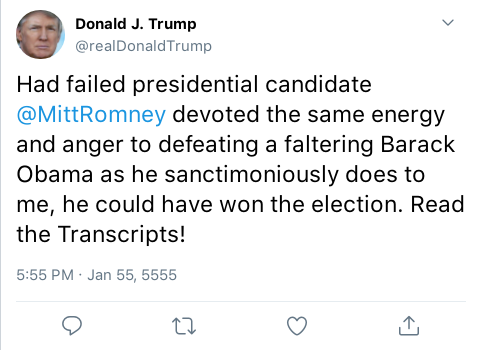 Donald J. Trump
@realDonaldTrump
Had failed presidential candidate
@MittRomney devoted the same energy
and anger to defeating a faltering Barack
Obama as he sanctimoniously does to
me, he could have won the election. Read
the Transcripts!
5:55 PM · Jan 55, 5555